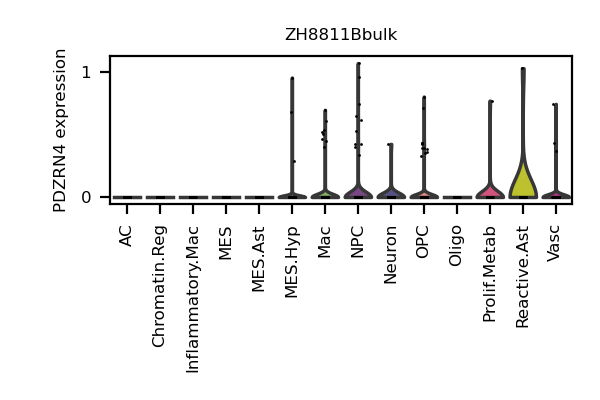 ZH8811Bbulk
PDZRN4 expression
1
0
AC
Chromatin.Reg
Inflammatory.Mac
MES
MES.Ast
MES.Hyp
Mac
NPC
Neuron
OPC
Oligo
Prolif.Metab
Reactive.Ast
Vasc